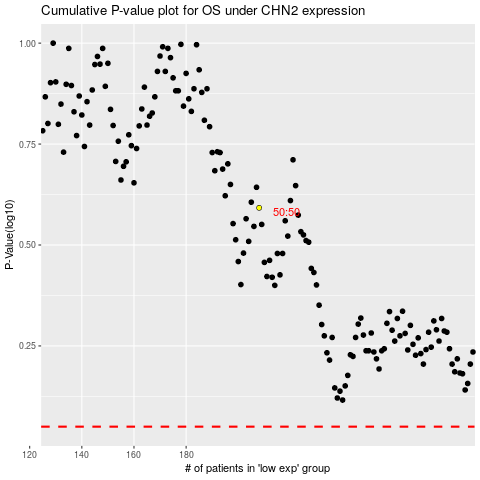 Cumulative P-value plot for OS under CHN2 expression
P-Value(log10)
1.00
0.75
0.50
0.25
50:50
120 140 160 180
# of patients in 'low exp' group